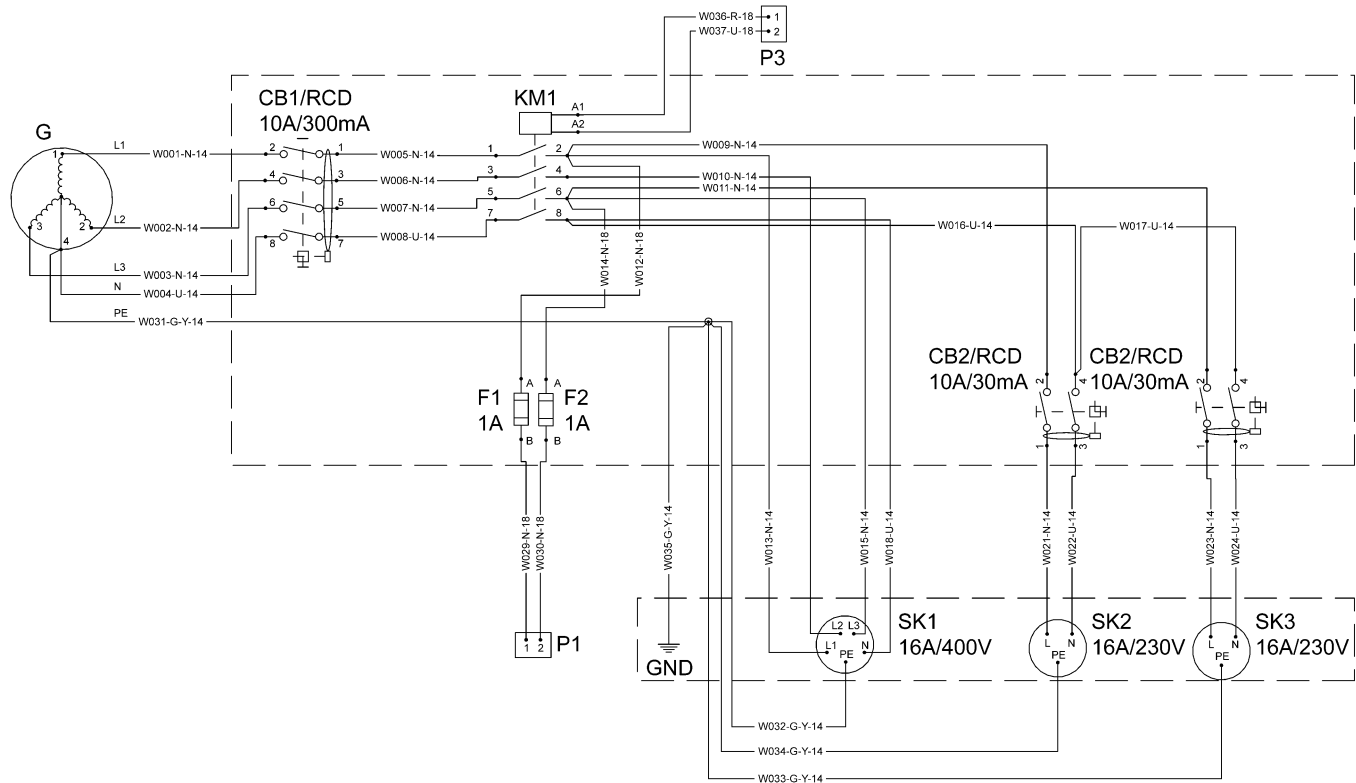 W036-R-18 1
W037-U-18 2
P3
CB1/RCD
10A/300mA
KM1
A1
A2
G
1
L1
W001-N-14
2 1
W005-N-14
1 2
W009-N-14
4 3
W006-N-14
3 4
W010-N-14
W011-N-14
3 2
L2
W002-N-14
6 5
W007-N-14
5 6
4
8 7
W008-U-14
7 8
W016-U-14
W017-U-14
L3
W003-N-14
N
W004-U-14
PE
W031-G-Y-14
W014-N-18
W012-N-18
CB2/RCD
10A/30mA
CB2/RCD
10A/30mA
2 4
2 4
A A
F1
1A
F2
1A
B B
1 3
1 3
W029-N-18
W030-N-18
W035-G-Y-14
W013-N-14
W015-N-14
W018-U-14
W021-N-14
W022-U-14
W023-N-14
W024-U-14
1 2
P1
GND
L2 L3
L1 N
PE
SK1
16A/400V
L N
PE
SK2
16A/230V
L N
PE
SK3
16A/230V
W032-G-Y-14
W034-G-Y-14
W033-G-Y-14